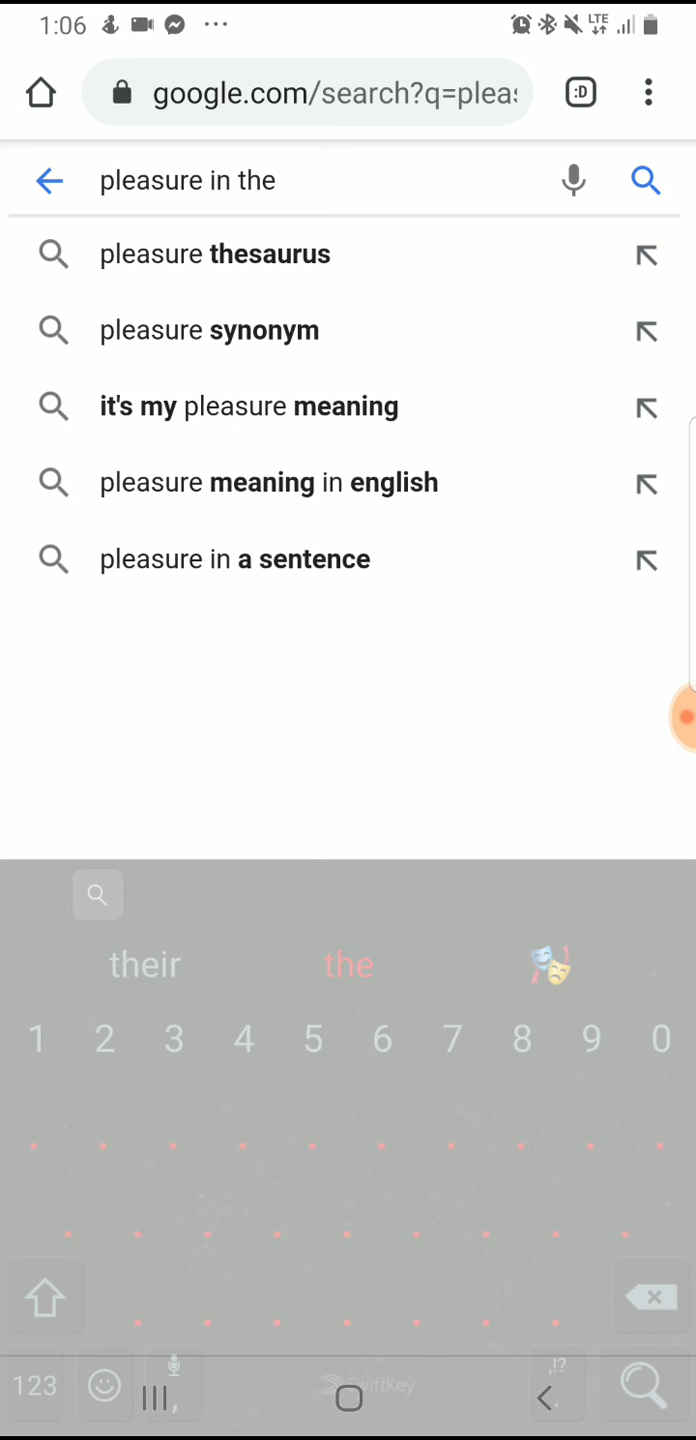 1:06 LTE
google.com/search?q=pleas :D
pleasure in the
pleasure thesaurus
pleasure synonym
it's my pleasure meaning
pleasure meaning in english
pleasure in a sentence
their the
1 2 3 4 5 6 7 8 9 0
,!?
123 , SwiftKey .